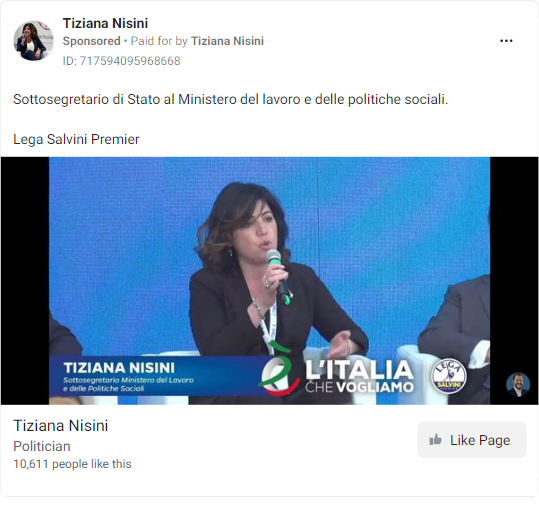 Tiziana Nisini
Sponsored • Paid for by Tiziana Nisini
ID: 717594095968668
Sottosegretario di Stato al Ministero del lavoro e delle politiche sociali.
Lega Salvini Premier
TIZIANA NISINI
Sottosegretario Ministero del Lavoro
e delle Politiche Sociali
L'ITALIA
CHE VOGLIAMO
LEGA
SALVINI
Tiziana Nisini
Politician
10,611 people like this
Like Page